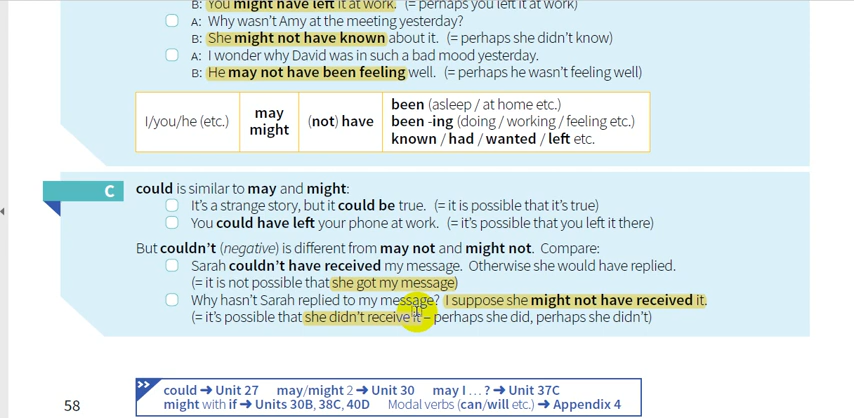 B: You might have left it at work. (= perhaps you left it at work)
A: Why wasn't Amy at the meeting yesterday?
B: She might not have known about it. (= perhaps she didn't know)
A: I wonder why David was in such a bad mood yesterday.
B: He may not have been feeling well. (= perhaps he wasn't feeling well)
I/you/he (etc.) may might (not) have been (asleep / at home etc.)
been -ing (doing / working / feeling etc.)
known / had / wanted / left etc.
C could is similar to may and might:
It's a strange story, but it could be true. (= it is possible that it's true)
You could have left your phone at work. (= it's possible that you left it there)
But couldn't (negative) is different from may not and might not. Compare:
Sarah couldn't have received my message. Otherwise she would have replied.
(= it is not possible that she got my message)
Why hasn't Sarah replied to my message? I suppose she might not have received it.
(= it's possible that she didn't receive it – perhaps she did, perhaps she didn't)
>> could ➜ Unit 27 may/might 2 ➜ Unit 30 may I … ? ➜ Unit 37C
might with if ➜ Units 30B, 38C, 40D Modal verbs (can/will etc.) ➜ Appendix 4
58